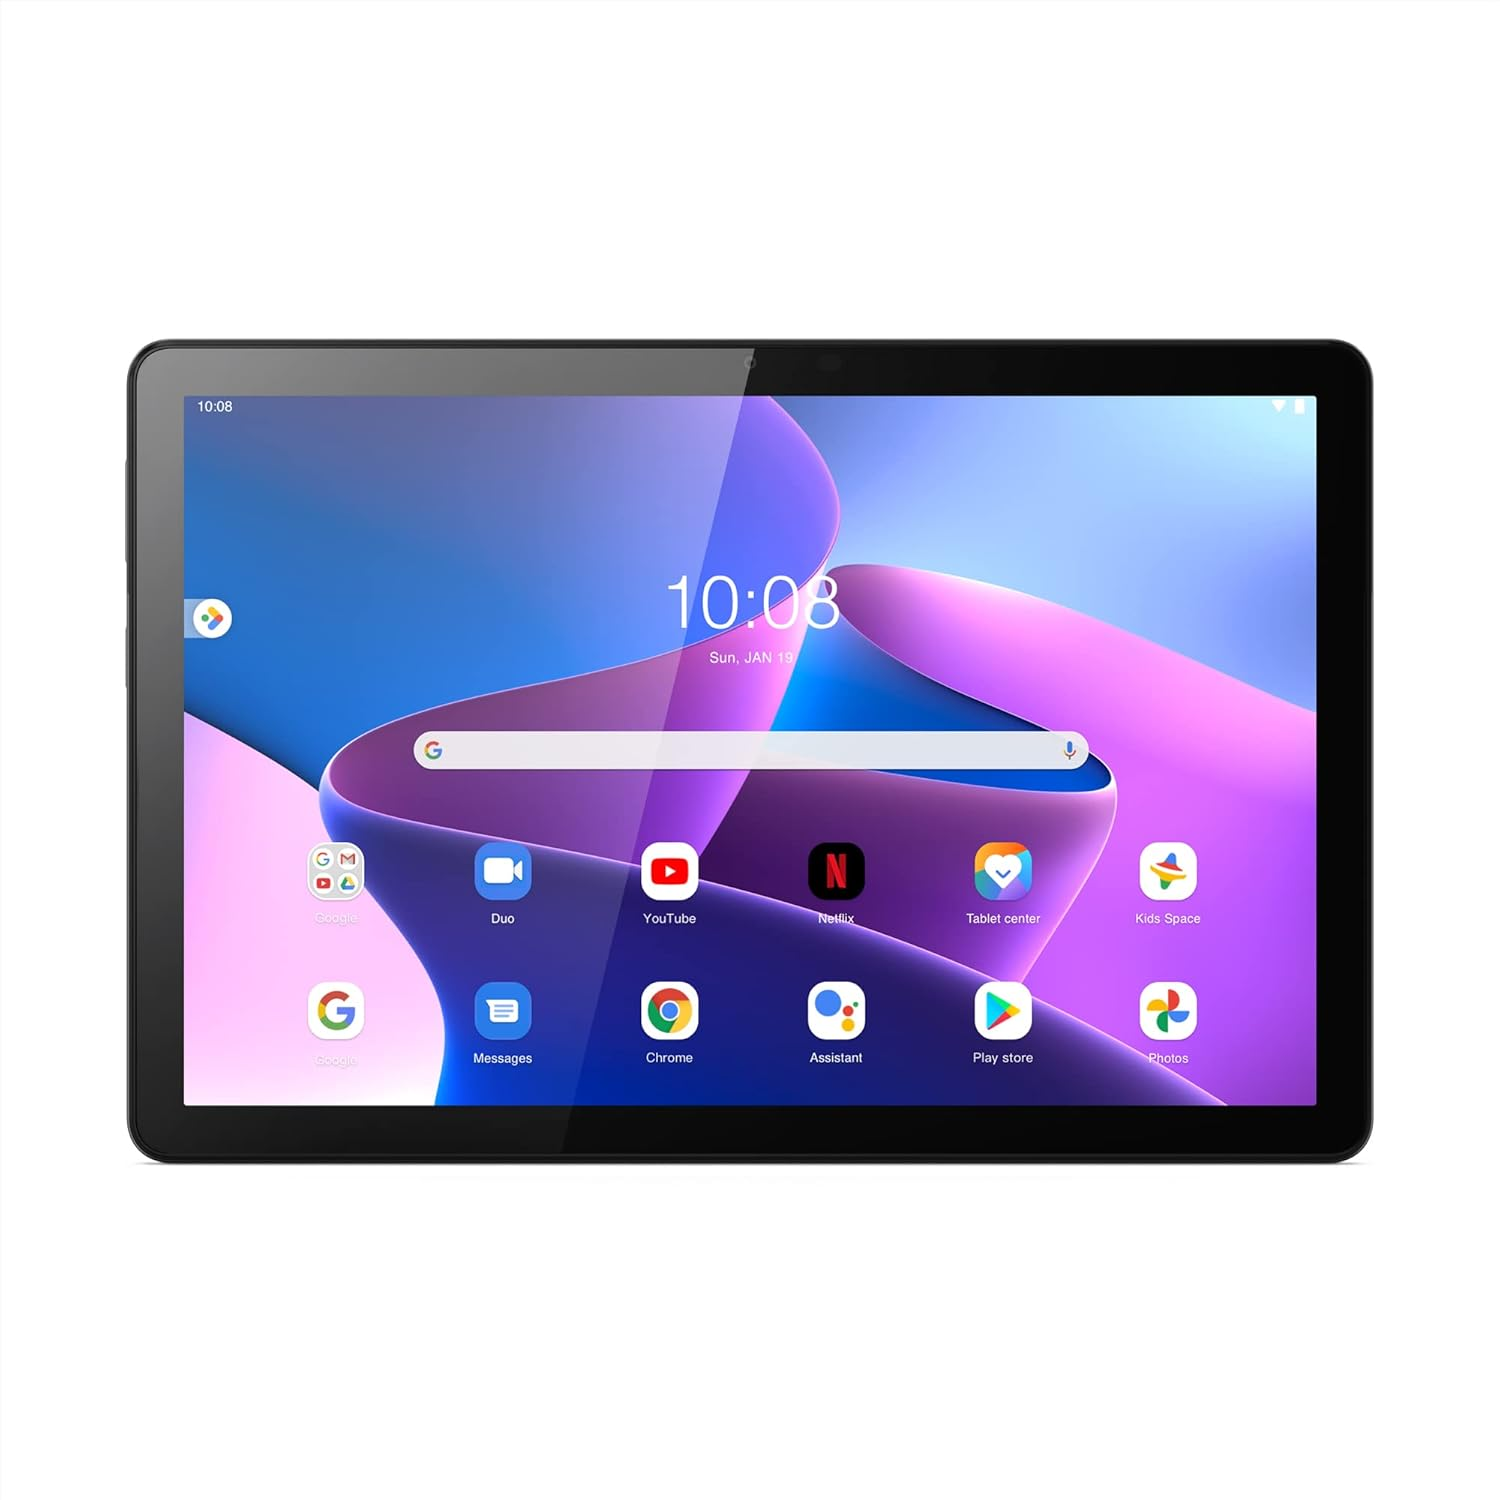 10:08
10:08
Sun, JAN 19
Google
Duo
YouTube
Netflix
Tablet center
Kids Space
Google
Messages
Chrome
Assistant
Play store
Photos